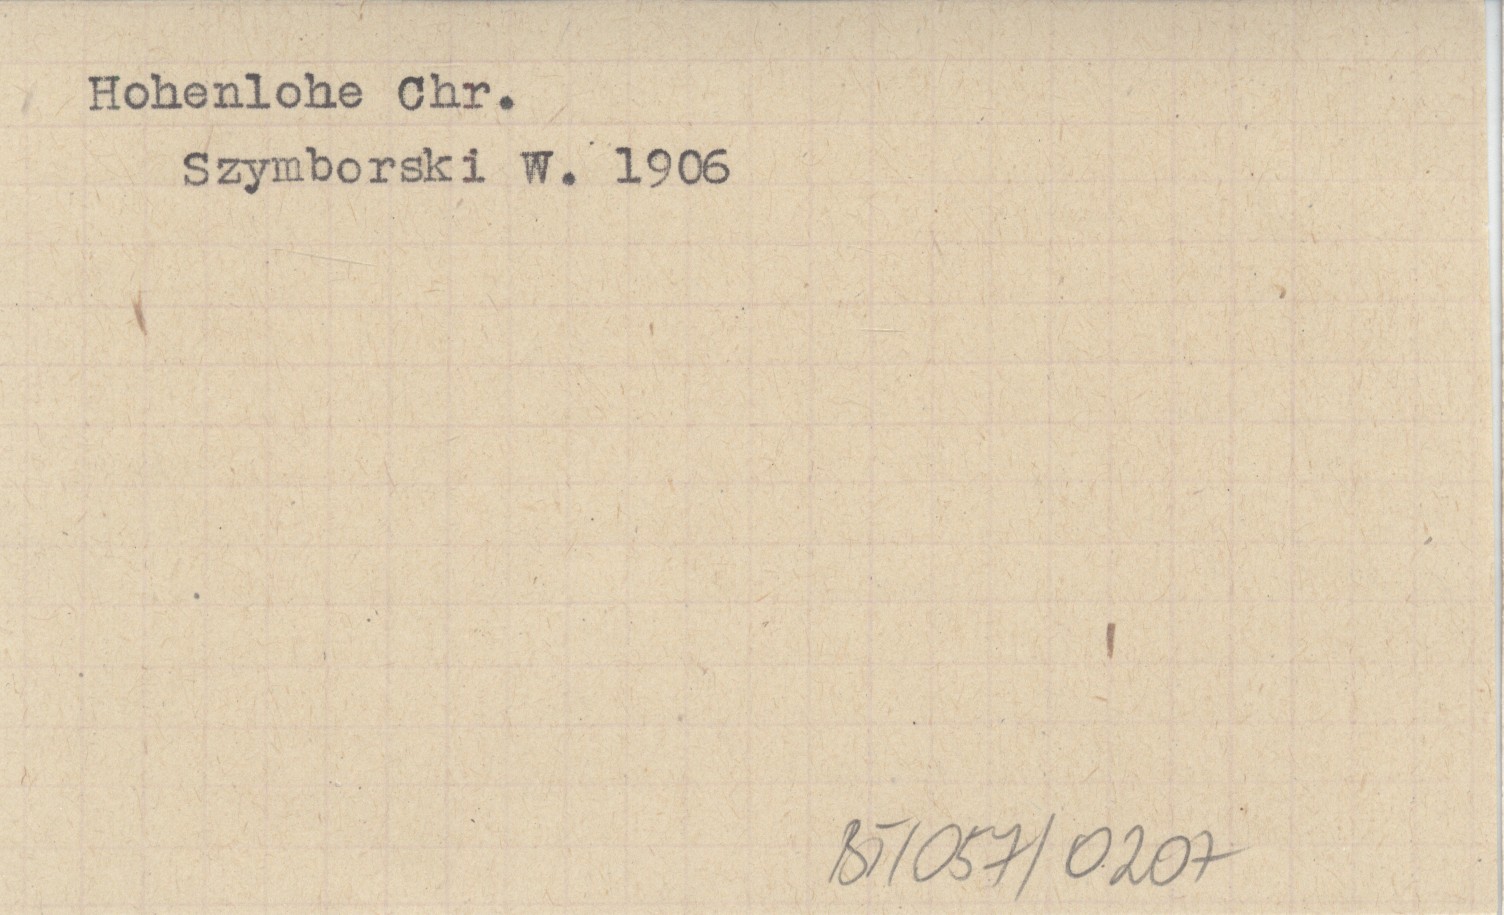 Hohenlohe Chr.
Szymborski W. 1906
BT/057/0207